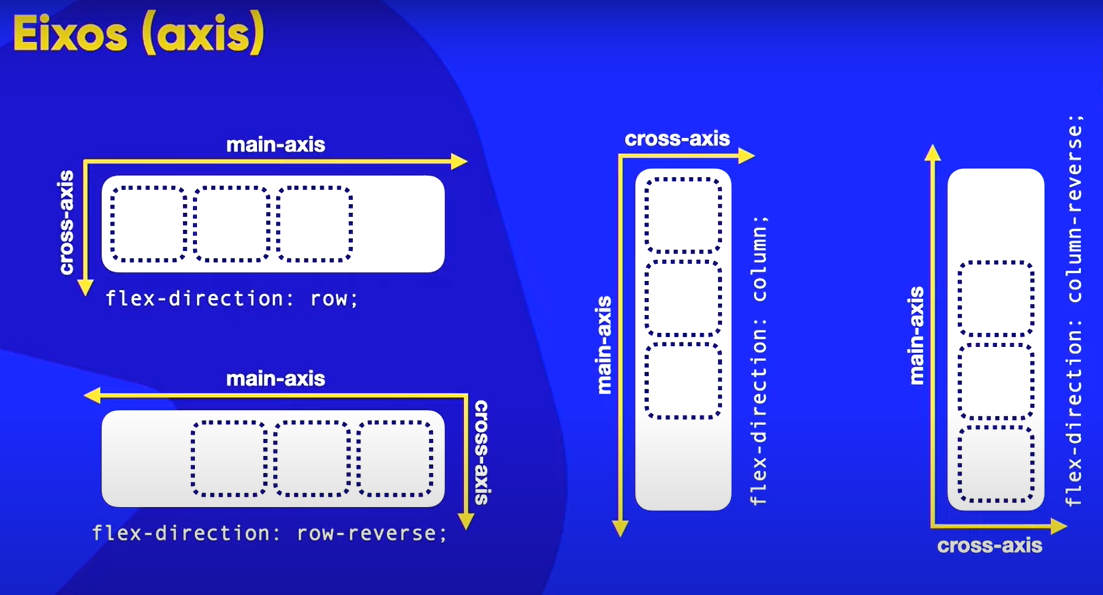 Eixos (axis)
main-axis
cross-axis
flex-direction: row;
main-axis
cross-axis
flex-direction: row-reverse;
cross-axis
main-axis
flex-direction: column;
main-axis
cross-axis
flex-direction: column-reverse;